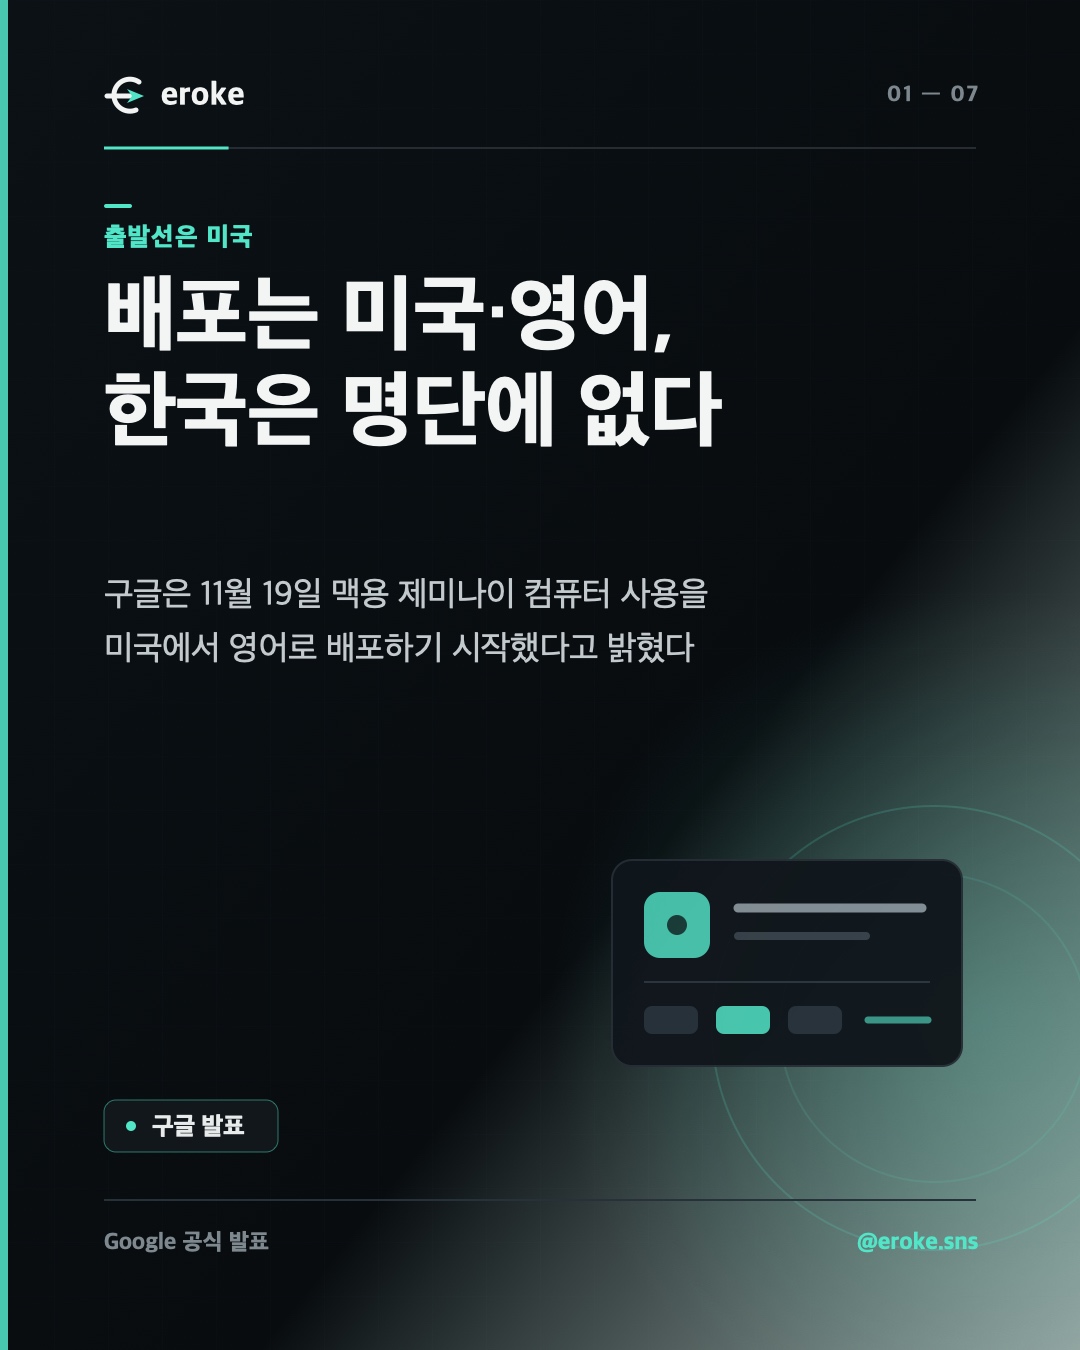 eroke
01 — 07
출발선은 미국
배포는 미국·영어,
한국은 명단에 없다
구글은 11월 19일 맥용 제미나이 컴퓨터 사용을
미국에서 영어로 배포하기 시작했다고 밝혔다
구글 발표
Google 공식 발표
@eroke.sns